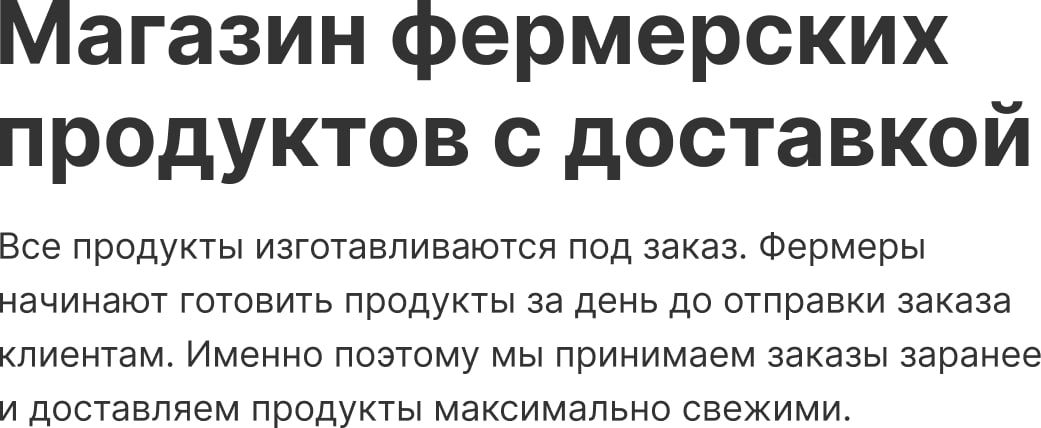 Магазин фермерских
продуктов с доставкой
Все продукты изготавливаются под заказ. Фермеры
начинают готовить продукты за день до отправки заказа
клиентам. Именно поэтому мы принимаем заказы заранее
и доставляем продукты максимально свежими.